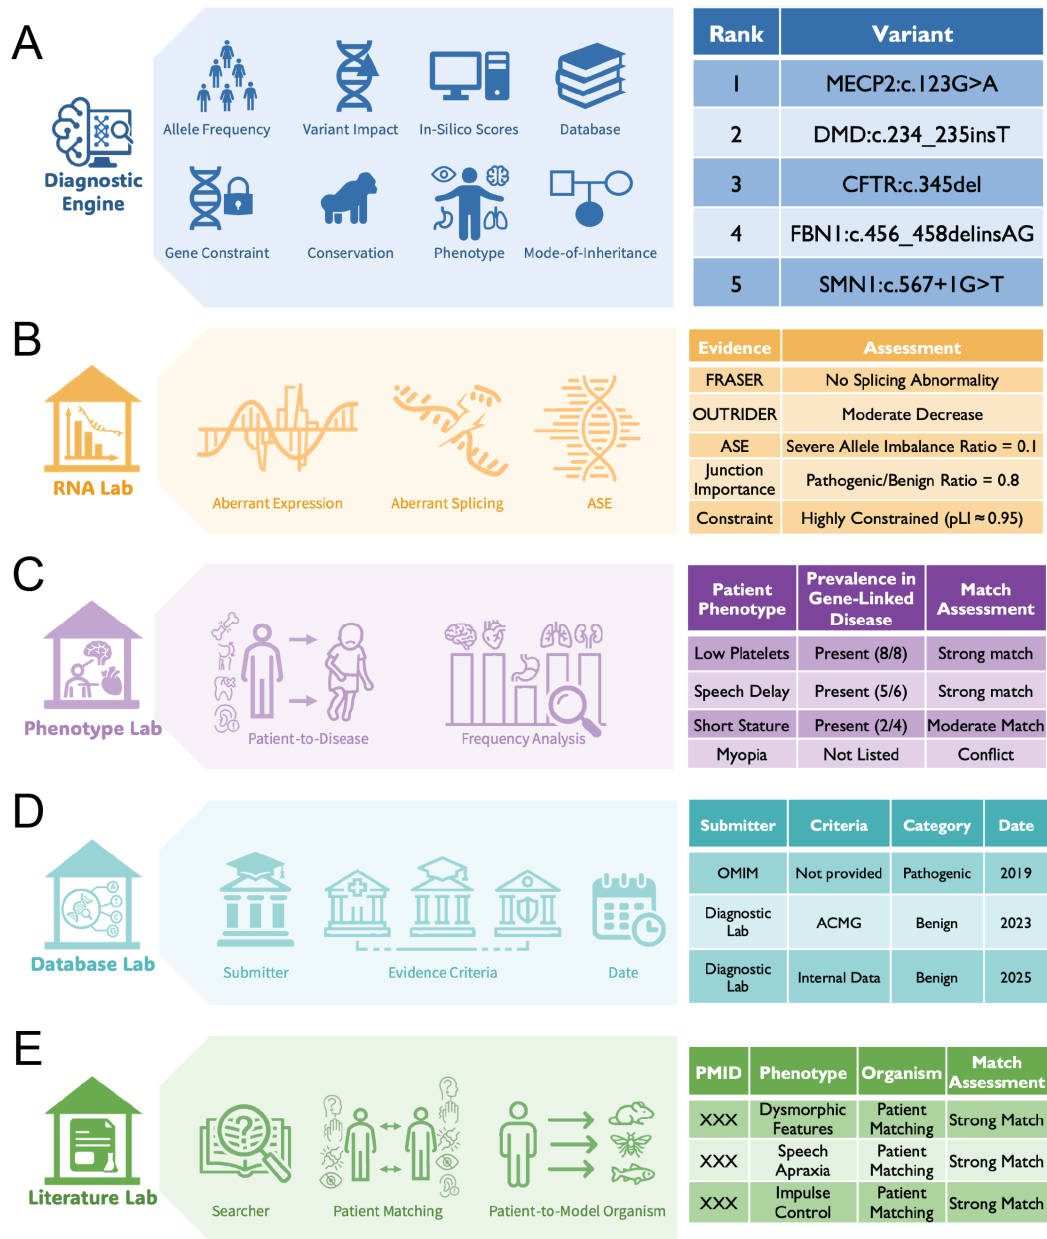 A
Diagnostic
Engine
Allele Frequency
Variant Impact
In-Silico Scores
Database
Gene Constraint
Conservation
Phenotype
Mode-of-Inheritance
Rank Variant
1 MECP2:c.123G>A
2 DMD:c.234_235insT
3 CFTR:c.345del
4 FBN1:c.456_458delinsAG
5 SMN1:c.567+1G>T
B
RNA Lab
Aberrant Expression
Aberrant Splicing
ASE
Evidence Assessment
FRASER No Splicing Abnormality
OUTRIDER Moderate Decrease
ASE Severe Allele Imbalance Ratio = 0.1
Junction
Importance Pathogenic/Benign Ratio = 0.8
Constraint Highly Constrained (pLI ≈ 0.95)
C
Phenotype Lab
Patient-to-Disease
Frequency Analysis
Patient
Phenotype
Prevalence in
Gene-Linked
Disease
Match
Assessment
Low Platelets Present (8/8) Strong match
Speech Delay Present (5/6) Strong match
Short Stature Present (2/4) Moderate Match
Myopia Not Listed Conflict
D
Database Lab
Submitter
Evidence Criteria
Date
Submitter Criteria Category Date
OMIM Not provided Pathogenic 2019
Diagnostic
Lab ACMG Benign 2023
Diagnostic
Lab Internal Data Benign 2025
E
A
T
C
G
Literature Lab
?
Searcher
Patient Matching
Patient-to-Model Organism
PMID Phenotype Organism Match
Assessment
XXX Dysmorphic
Features Patient
Matching Strong Match
XXX Speech
Apraxia Patient
Matching Strong Match
XXX Impulse
Control Patient
Matching Strong Match